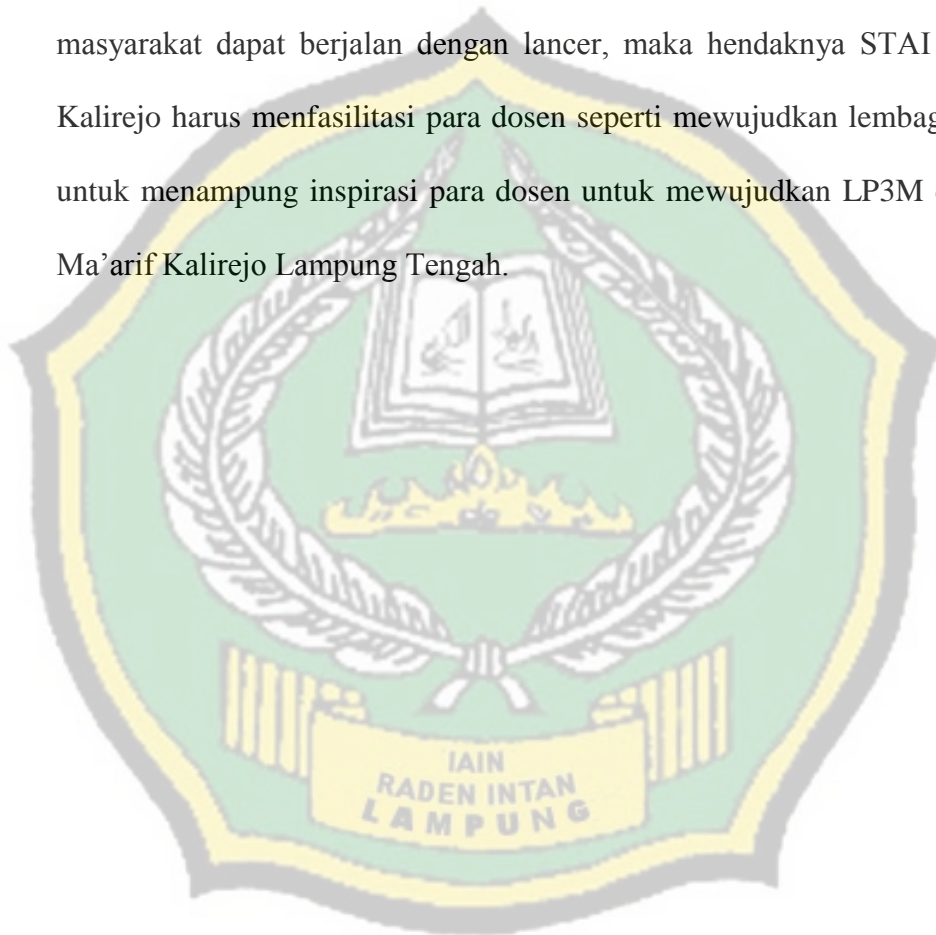 masyarakat dapat berjalan dengan lancer, maka hendaknya STAI
Kalirejo harus menfasilitasi para dosen seperti mewujudkan
untuk menampung inspirasi para dosen untuk mewujudkan LP3M
Ma’arif Kalirejo Lampung Tengah.
IAIN
RADEN INTAN
LAMPUNG